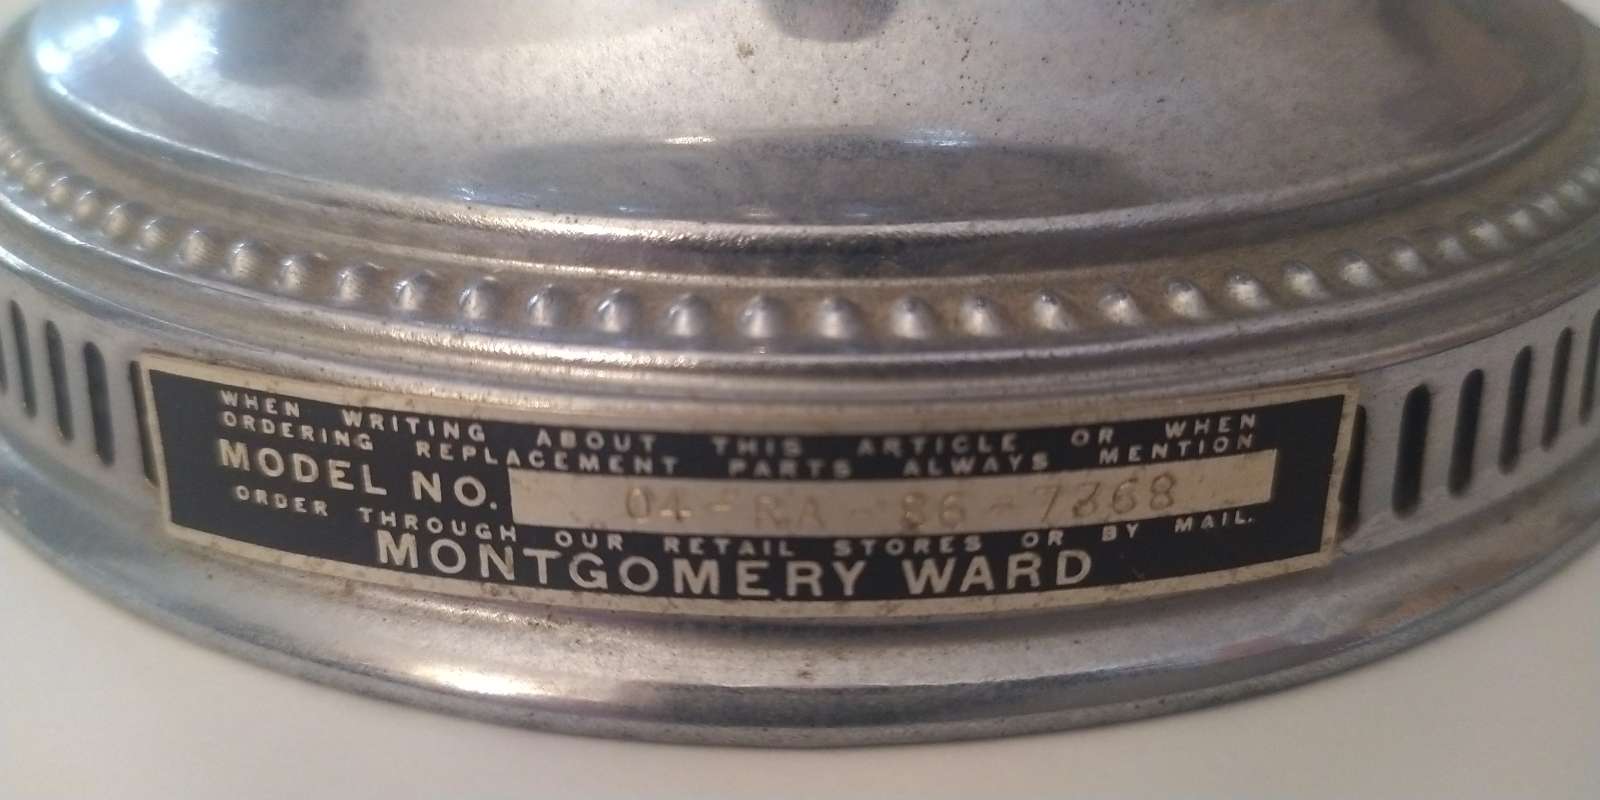 WHEN WRITING ABOUT THIS ARTICLE OR WHEN
ORDERING REPLACEMENT PARTS ALWAYS MENTION
MODEL NO. 04-RA 86-7368
ORDER THROUGH OUR RETAIL STORES OR BY MAIL.
MONTGOMERY WARD